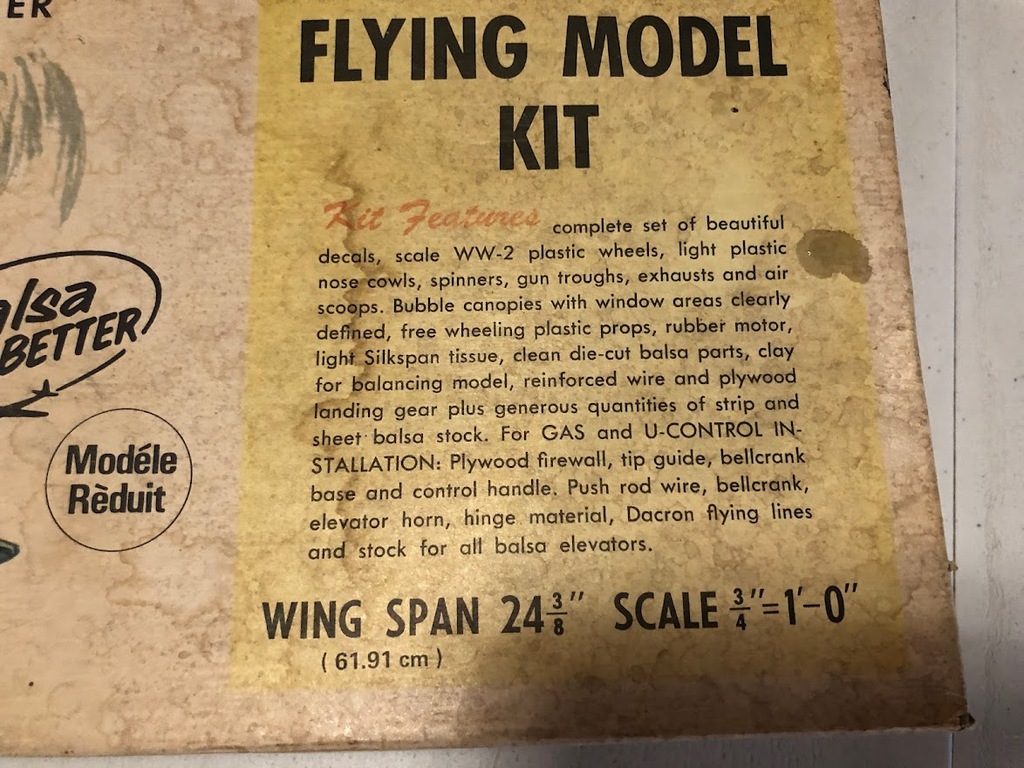 ER
FLYING MODEL
KIT
Kit Features complete set of beautiful
decals, scale WW-2 plastic wheels, light plastic
nose cowls, spinners, gun troughs, exhausts and air
scoops. Bubble canopies with window areas clearly
defined, free wheeling plastic props, rubber motor,
light Silkspan tissue, clean die-cut balsa parts, clay
for balancing model, reinforced wire and plywood
landing gear plus generous quantities of strip and
sheet balsa stock. For GAS and U-CONTROL IN-
STALLATION: Plywood firewall, tip guide, bellcrank
base and control handle. Push rod wire, bellcrank,
elevator horn, hinge material, Dacron flying lines
and stock for all balsa elevators.
WING SPAN 24 3/8" SCALE 3/4"=1'-0"
(61.91 cm)
alsa
BETTER
Modéle
Rèduit